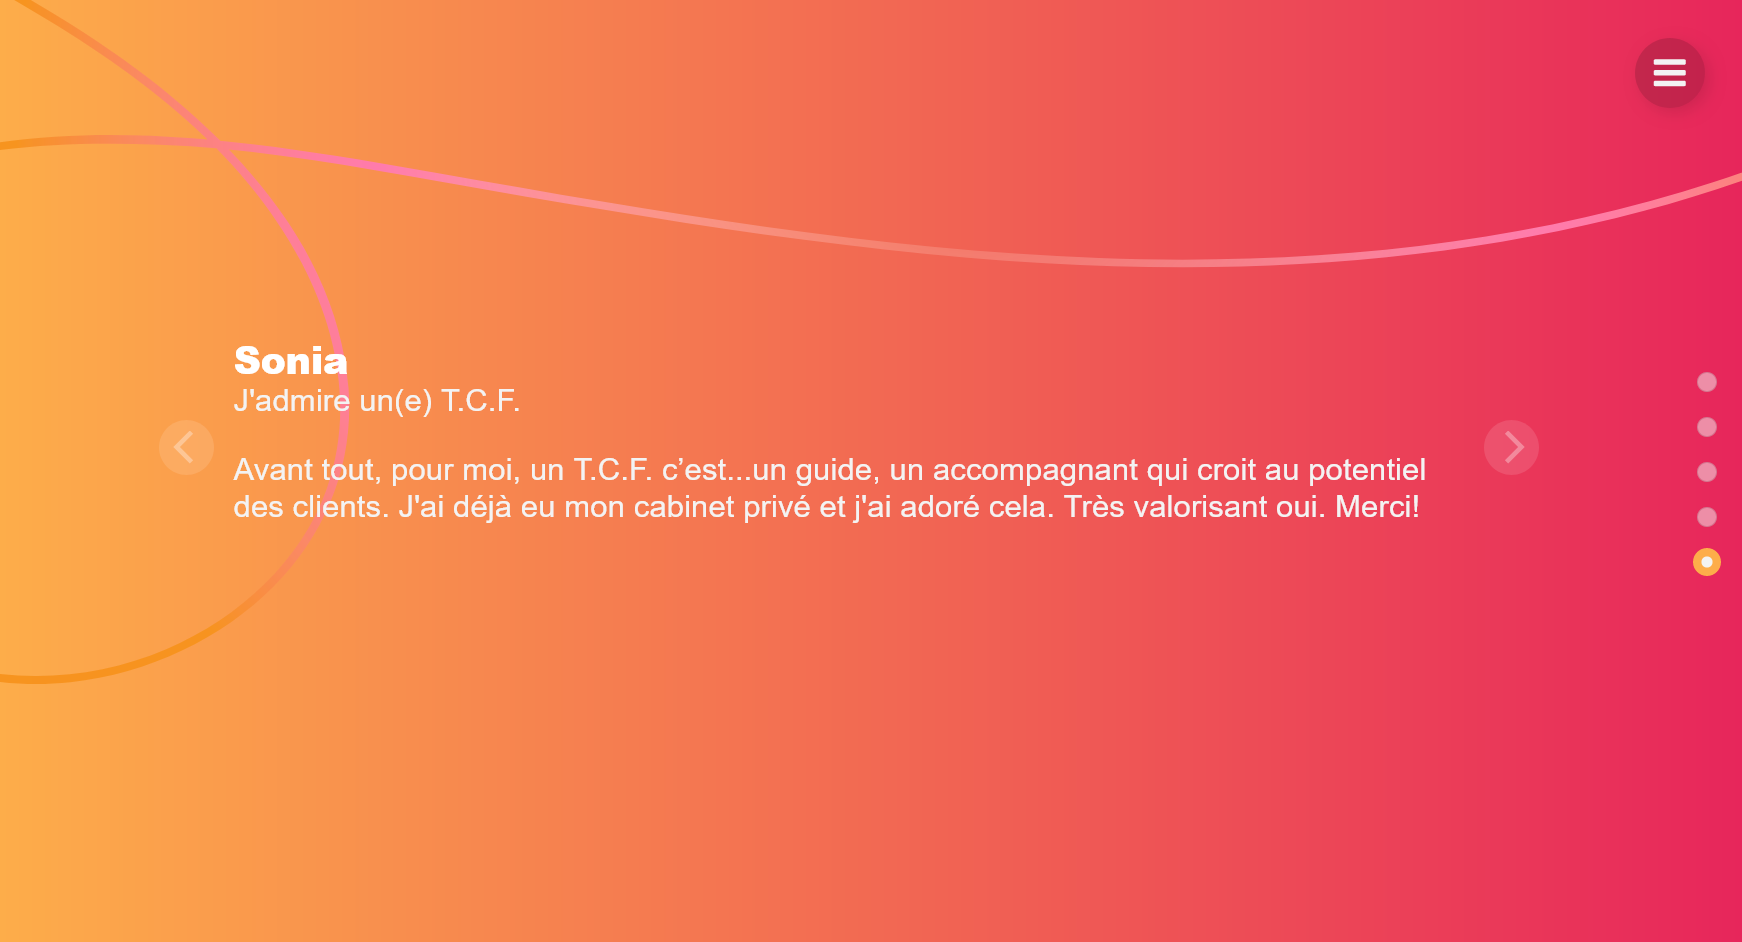 Sonia
J'admire un(e) T.C.F.
Avant tout, pour moi, un T.C.F. c’est...un guide, un accompagnant qui croit au potentiel
des clients. J'ai déjà eu mon cabinet privé et j'ai adoré cela. Très valorisant oui. Merci!